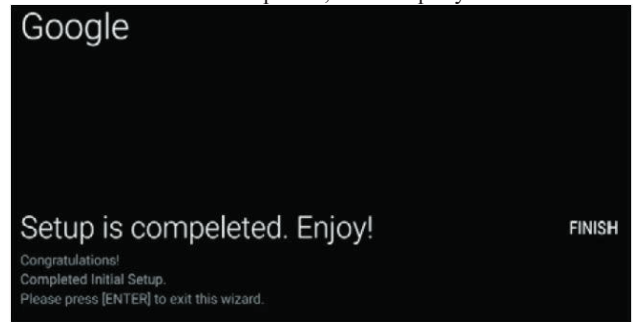 Google
Setup is compeleted. Enjoy!
FINISH
Congratulations!
Completed Initial Setup.
Please press [ENTER] to exit this wizard.